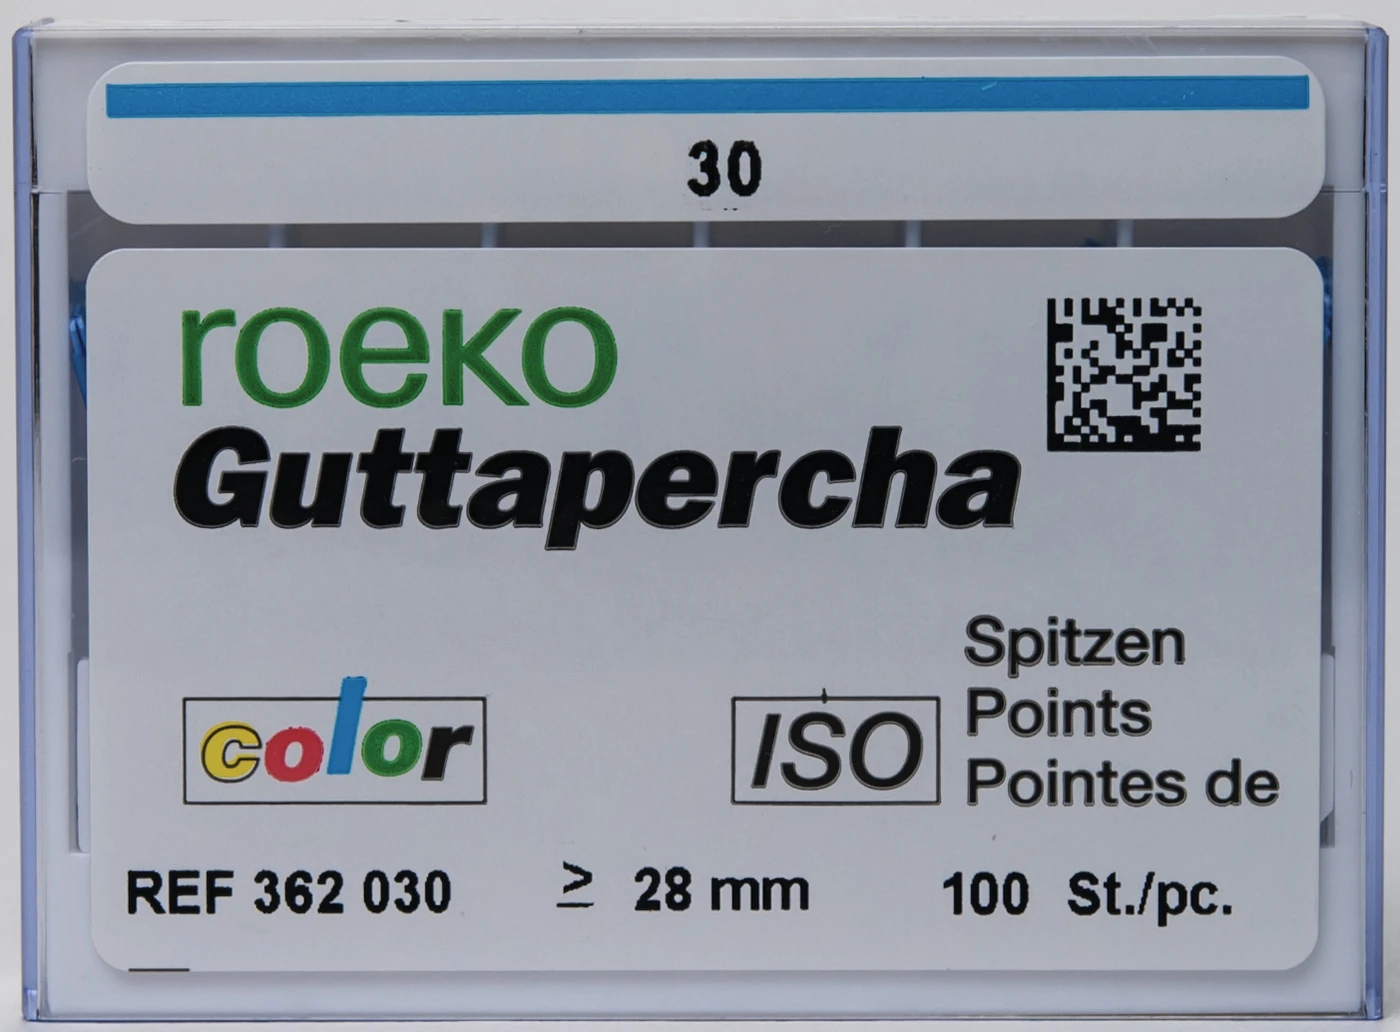 30
roeko
Guttapercha
Spitzen
Points
color
ISO
Pointes de
REF 362 030 ≥ 28 mm 100 St./pc.